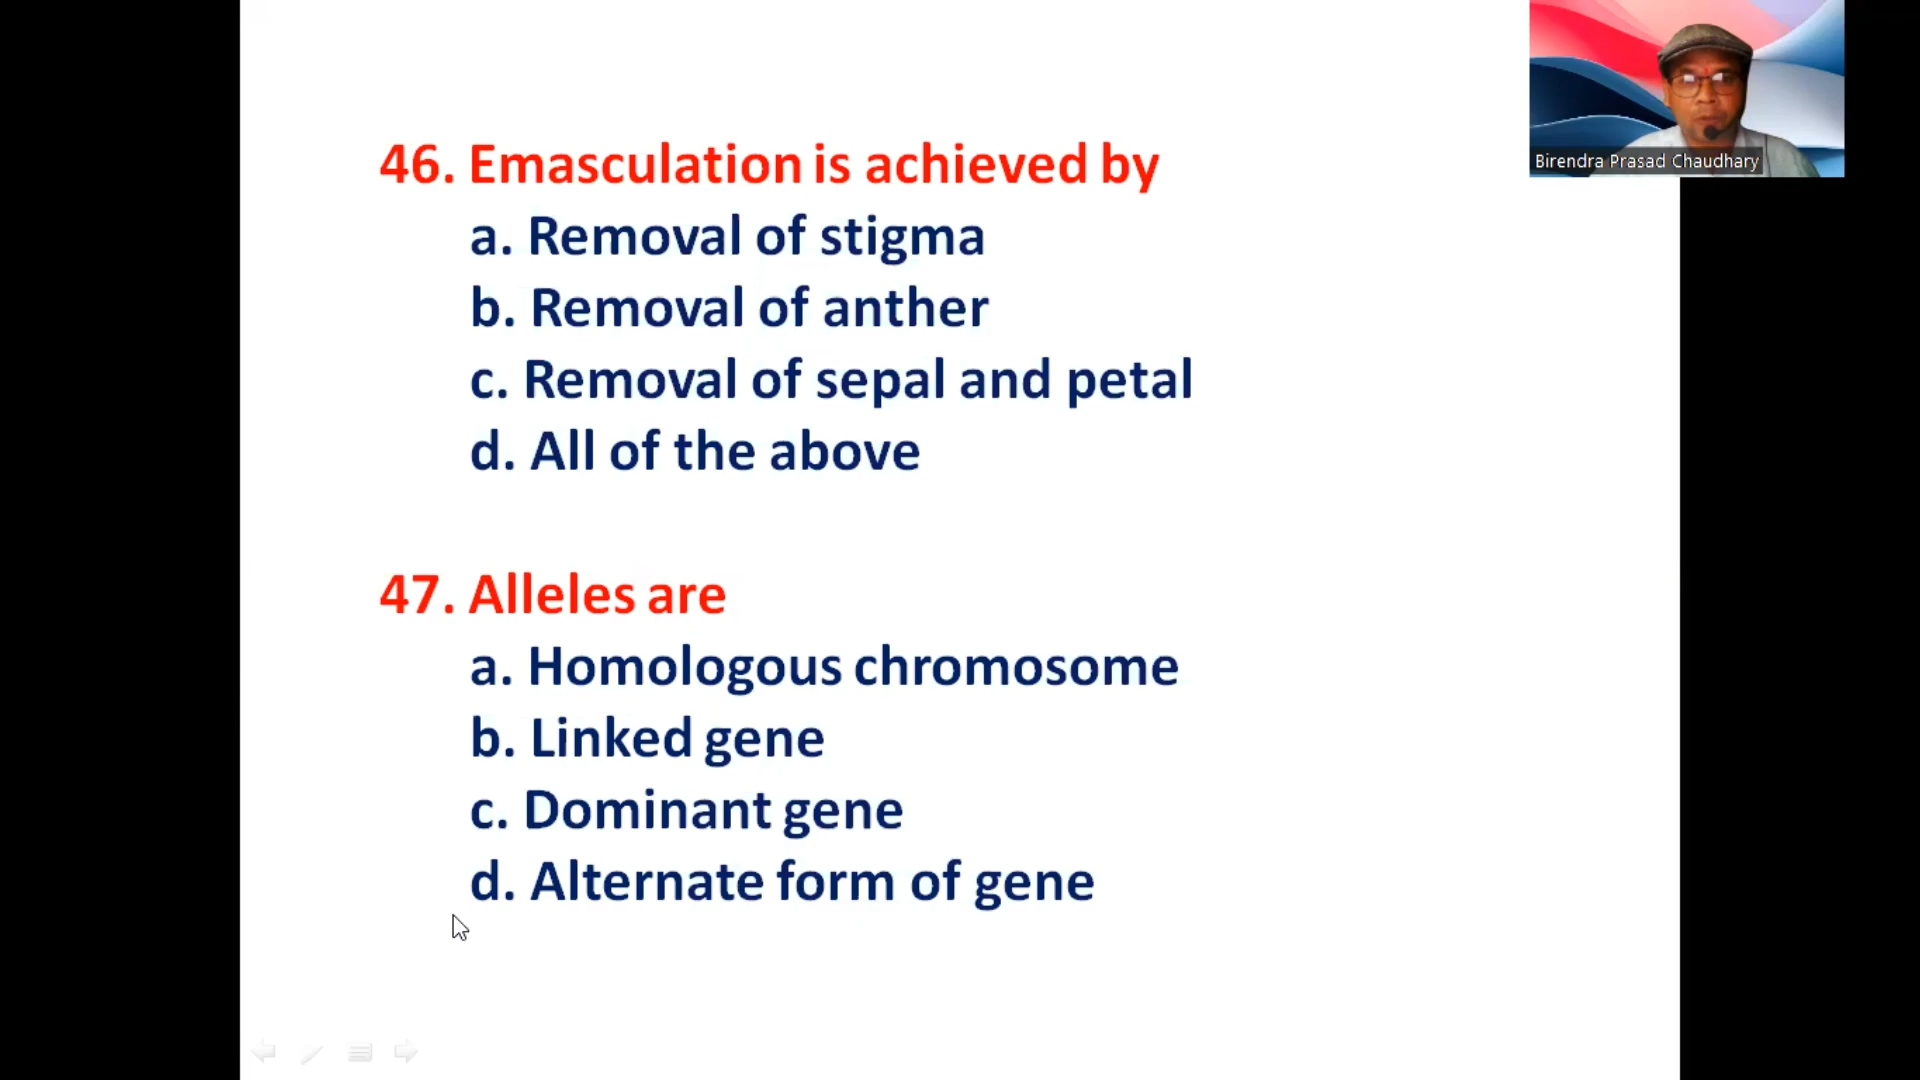 46. Emasculation is achieved by
a. Removal of stigma
b. Removal of anther
c. Removal of sepal and petal
d. All of the above
47. Alleles are
a. Homologous chromosome
b. Linked gene
c. Dominant gene
d. Alternate form of gene
Birendra Prasad Chaudhary